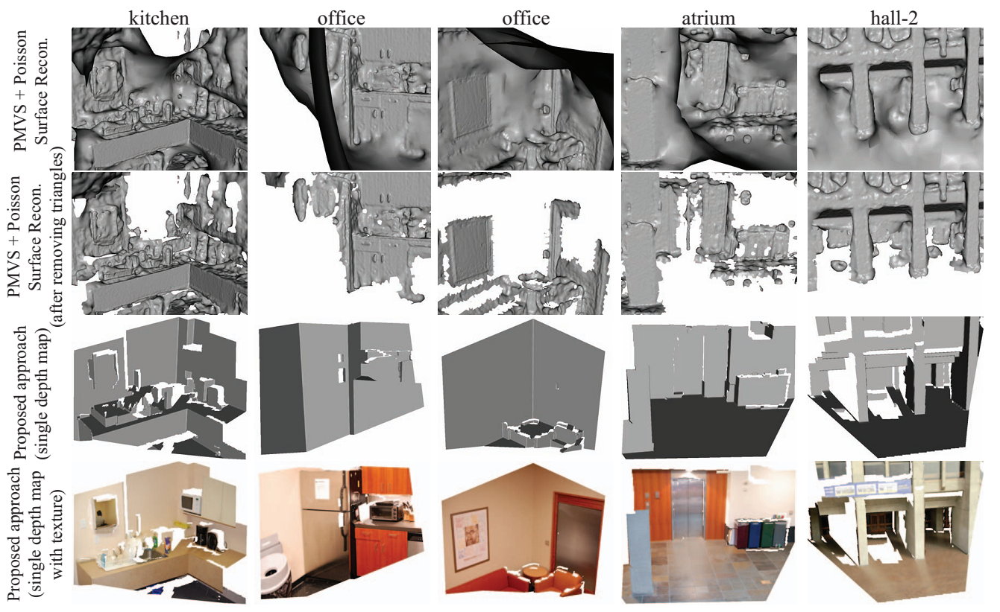 kitchen
office
office
atrium
hall-2
PMVS + Poisson
Surface Recon.
PMVS + Poisson
Surface Recon.
(after removing triangles)
Proposed approach
(single depth map)
Proposed approach
(single depth map
with texture)